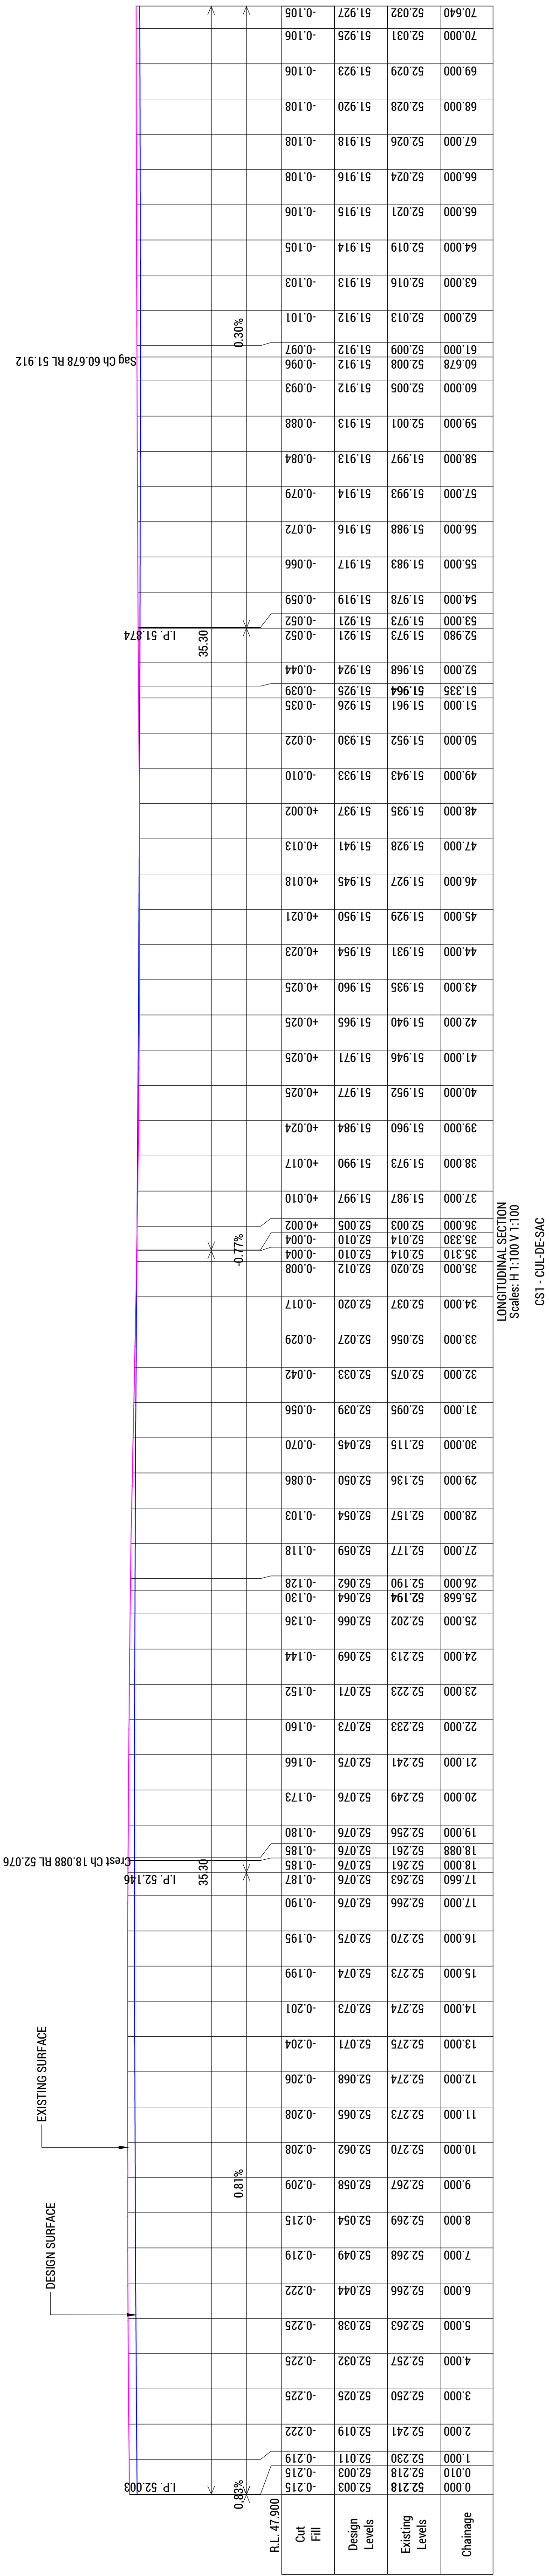 EXISTING SURFACE
DESIGN SURFACE
Crest Ch 18.088 RL 52.076
Sag Ch 60.678 RL 51.912
I.P. 52.003
I.P. 52.146
I.P. 51.874
35.30
35.30
0.83%
0.81%
-0.77%
0.30%
R.L. 47.900
Cut
Fill
-0.215 -0.215 -0.219 -0.222 -0.225 -0.225 -0.225 -0.222 -0.219 -0.215 -0.209 -0.208 -0.208 -0.206 -0.204 -0.201 -0.199 -0.195 -0.190 -0.187 -0.185 -0.185 -0.180 -0.173 -0.166 -0.160 -0.152 -0.144 -0.136 -0.130 -0.128 -0.118 -0.103 -0.086 -0.070 -0.056 -0.042 -0.029 -0.017 -0.008 -0.004 -0.004 +0.002 +0.010 +0.017 +0.024 +0.025 +0.025 +0.025 +0.025 +0.023 +0.021 +0.018 +0.013 +0.002 -0.010 -0.022 -0.035 -0.039 -0.044 -0.052 -0.052 -0.059 -0.066 -0.072 -0.079 -0.084 -0.088 -0.093 -0.096 -0.097 -0.101 -0.103 -0.105 -0.106 -0.108 -0.108 -0.108 -0.106 -0.106 -0.105
Design
Levels
52.003 52.003 52.011 52.019 52.025 52.032 52.038 52.044 52.049 52.054 52.058 52.062 52.065 52.068 52.071 52.073 52.074 52.075 52.076 52.076 52.076 52.076 52.076 52.076 52.075 52.073 52.071 52.069 52.066 52.064 52.062 52.059 52.054 52.050 52.045 52.039 52.033 52.027 52.020 52.012 52.010 52.010 52.005 51.997 51.990 51.984 51.977 51.971 51.965 51.960 51.954 51.950 51.945 51.941 51.937 51.933 51.930 51.926 51.925 51.924 51.921 51.921 51.919 51.917 51.916 51.914 51.913 51.913 51.912 51.912 51.912 51.912 51.913 51.914 51.915 51.916 51.918 51.920 51.923 51.925 51.927
Existing
Levels
52.218 52.218 52.230 52.241 52.250 52.257 52.263 52.266 52.268 52.269 52.267 52.270 52.273 52.274 52.275 52.274 52.273 52.270 52.266 52.263 52.261 52.261 52.256 52.249 52.241 52.233 52.223 52.213 52.202 52.194 52.190 52.177 52.157 52.136 52.115 52.095 52.075 52.056 52.037 52.020 52.014 52.014 52.003 51.987 51.973 51.960 51.952 51.946 51.940 51.935 51.931 51.929 51.927 51.928 51.935 51.943 51.952 51.961 51.964 51.968 51.973 51.973 51.978 51.983 51.988 51.993 51.997 52.001 52.005 52.008 52.009 52.013 52.016 52.019 52.021 52.024 52.026 52.028 52.029 52.031 52.032
Chainage
0.000 0.010 1.000 2.000 3.000 4.000 5.000 6.000 7.000 8.000 9.000 10.000 11.000 12.000 13.000 14.000 15.000 16.000 17.000 17.660 18.000 18.088 19.000 20.000 21.000 22.000 23.000 24.000 25.000 25.668 26.000 27.000 28.000 29.000 30.000 31.000 32.000 33.000 34.000 35.000 35.310 35.330 36.000 37.000 38.000 39.000 40.000 41.000 42.000 43.000 44.000 45.000 46.000 47.000 48.000 49.000 50.000 51.000 51.335 52.000 52.980 53.000 54.000 55.000 56.000 57.000 58.000 59.000 60.000 60.678 61.000 62.000 63.000 64.000 65.000 66.000 67.000 68.000 69.000 70.000 70.640
LONGITUDINAL SECTION
Scales: H 1:100 V 1:100
CS1 - CUL-DE-SAC